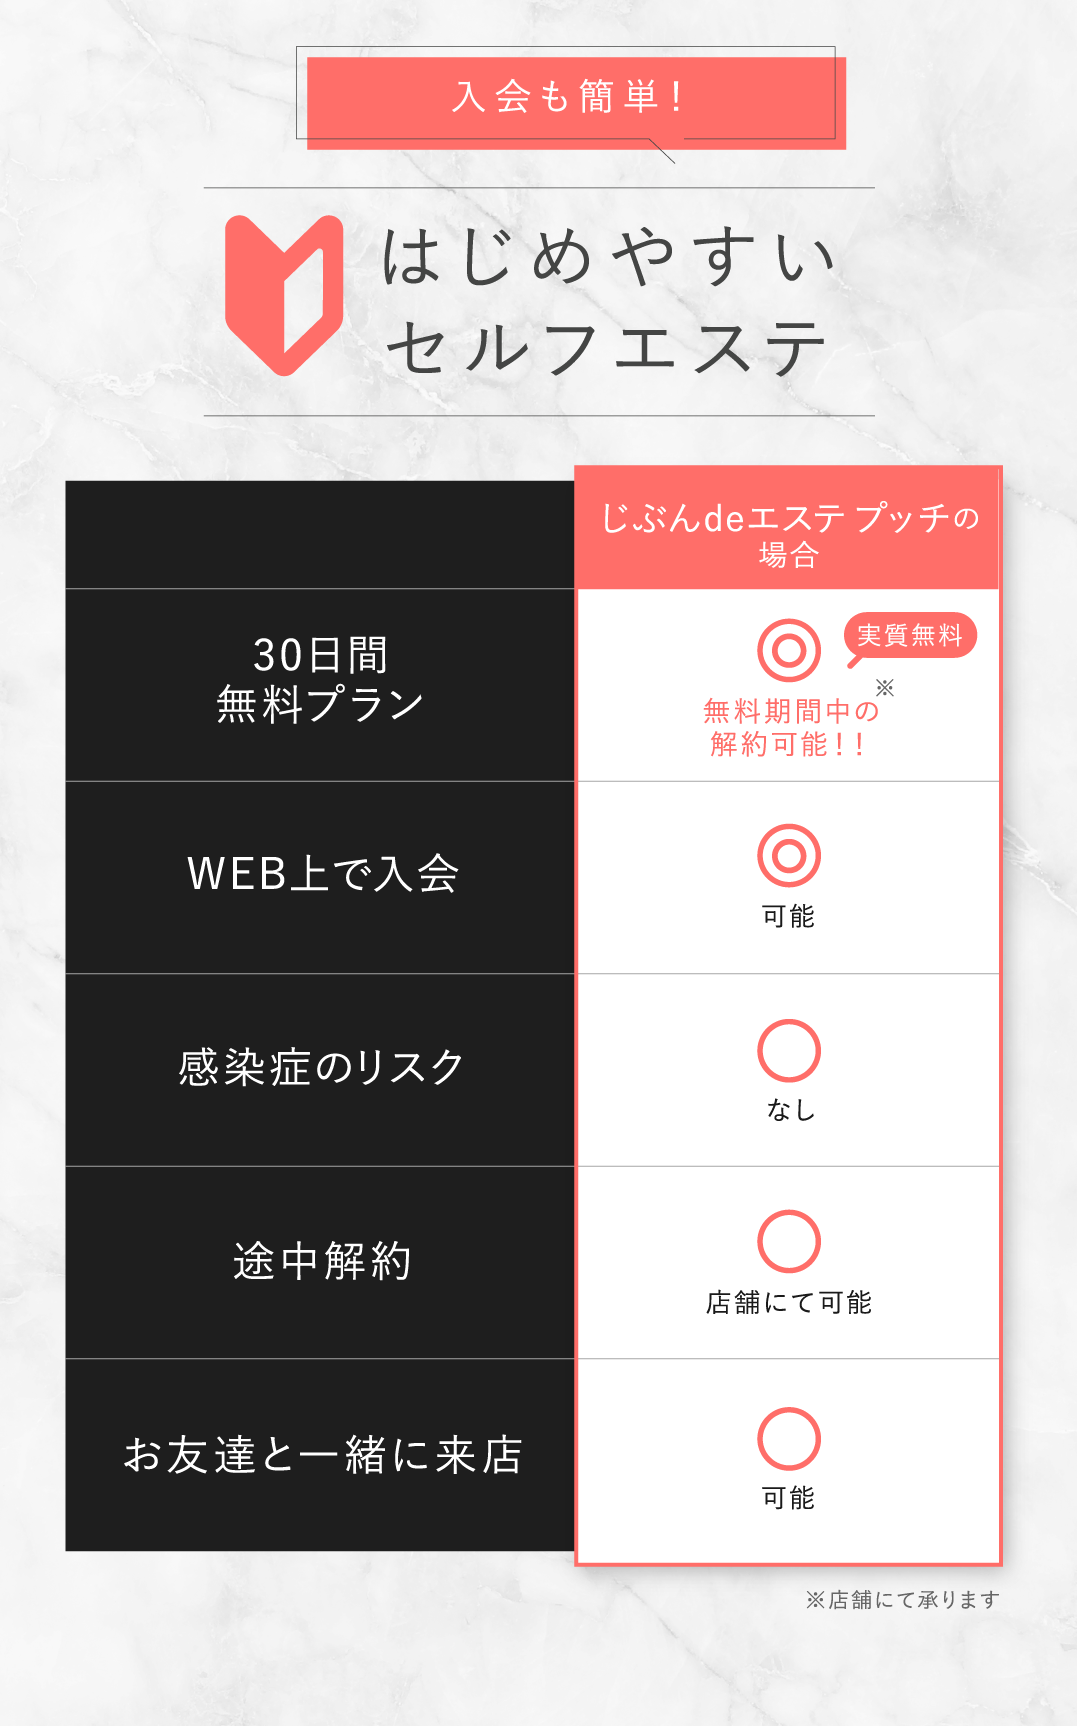 入会も簡単！
はじめやすい
セルフエステ
じぶんdeエステ プッチの
場合
30日間
無料プラン
実質無料
※
無料期間中の
解約可能！！
WEB上で入会
可能
感染症のリスク
なし
途中解約
店舗にて可能
お友達と一緒に来店
可能
※店舗にて承ります